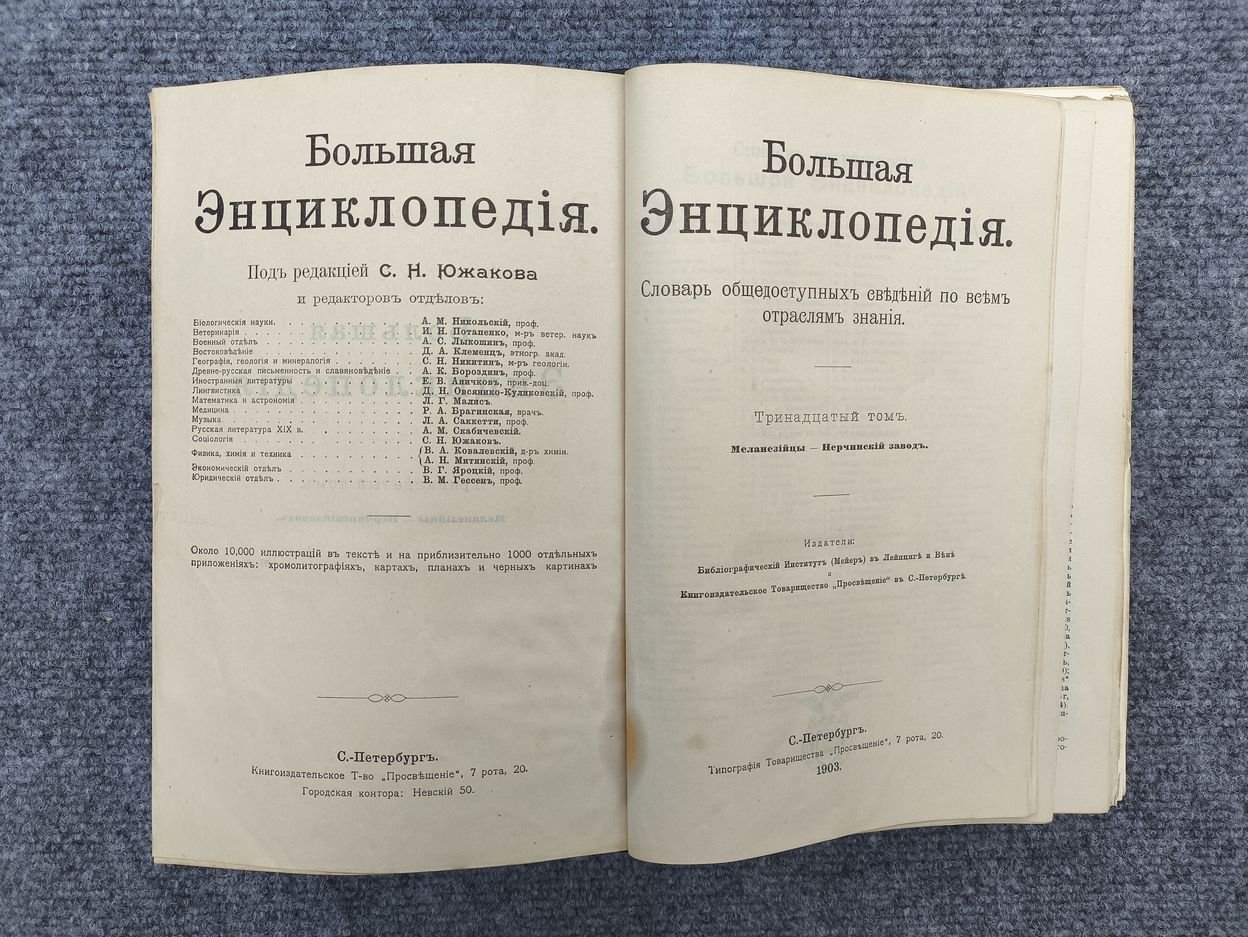 Большая
Энциклопедія.
Подъ редакціей С. Н. Южакова
и редакторовъ отдѣловъ:
Біологическія науки. А. М. Никольскій, проф.
Ветеринарія И. Н. Потапенко, м-ръ ветер. наукъ
Военный отдѣлъ А. С. Лыкошинъ, проф.
Востоковѣдѣніе Д. А. Клеменцъ, этногр. акад.
Географія, геологія и минералогія С. Н. Никитинъ, м-ръ геологіи.
Древне-русская письменность и славяновѣдѣніе А. К. Бороздинъ, проф.
Иностранныя литературы Е. В. Аничковъ, прив.-доц.
Лингвистика Д. Н. Овсянико-Куликовскій, проф.
Математика и астрономія Л. Г. Малисъ.
Медицина Р. А. Брагинская, врачъ.
Музыка Л. А. Саккетти, проф.
Русская литература XIX в. А. М. Скабичевскій.
Соціологія С. Н. Южаковъ.
Физика, химія и техника В. А. Ковалевскій, д-ръ химіи.
А. Н. Митинскій, проф.
Экономическій отдѣлъ В. Г. Яроцкій, проф.
Юридическій отдѣлъ В. М. Гессенъ, проф.
Около 10,000 иллюстрацій въ текстѣ и на приблизительно 1000 отдѣльныхъ
приложеніяхъ: хромолитографіяхъ, картахъ, планахъ и черныхъ картинахъ
С.-Петербургъ.
Книгоиздательское Т-во „Просвѣщеніе“, 7 рота, 20.
Городская контора: Невскій 50.
Большая
Энциклопедія.
Словарь общедоступныхъ свѣдѣній по всѣмъ
отраслямъ знанія.
Тринадцатый томъ.
Меланезійцы — Нерчинскій заводъ.
Издатели:
Библіографическій Институтъ (Мейеръ) въ Лейпцигѣ и Вѣнѣ
и
Книгоиздательское Товарищество „Просвѣщеніе“ въ С.-Петербургѣ.
С.-Петербургъ.
Типографія Товарищества „Просвѣщеніе“, 7 рота, 20.
1903.